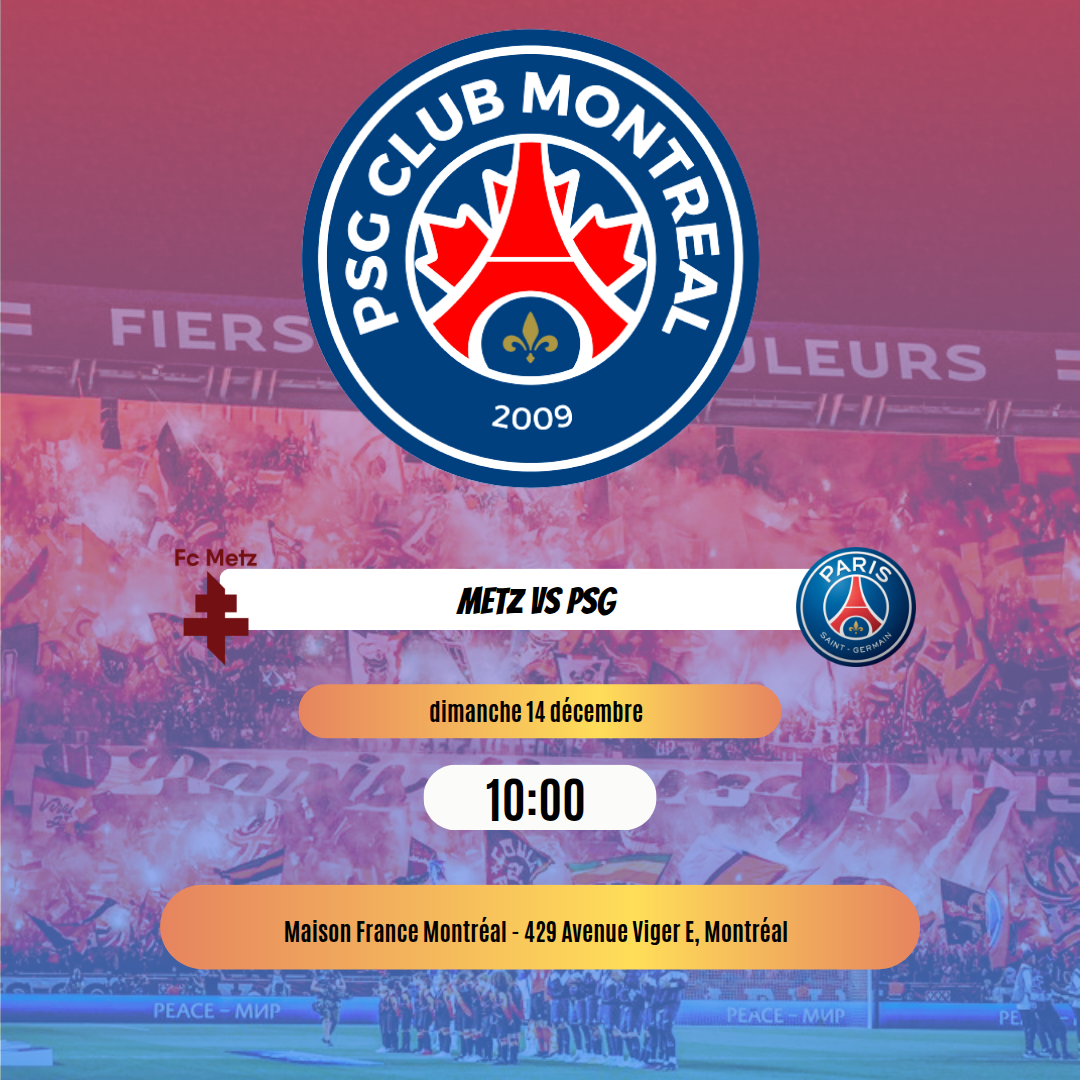 PSG CLUB MONTREAL
2009
FIERS
ULEURS
Fc Metz
METZ VS PSG
PARIS
SAINT - GERMAIN
dimanche 14 décembre
10:00
Maison France Montréal - 429 Avenue Viger E, Montréal
PEACE – МИР
PEACE – МИР